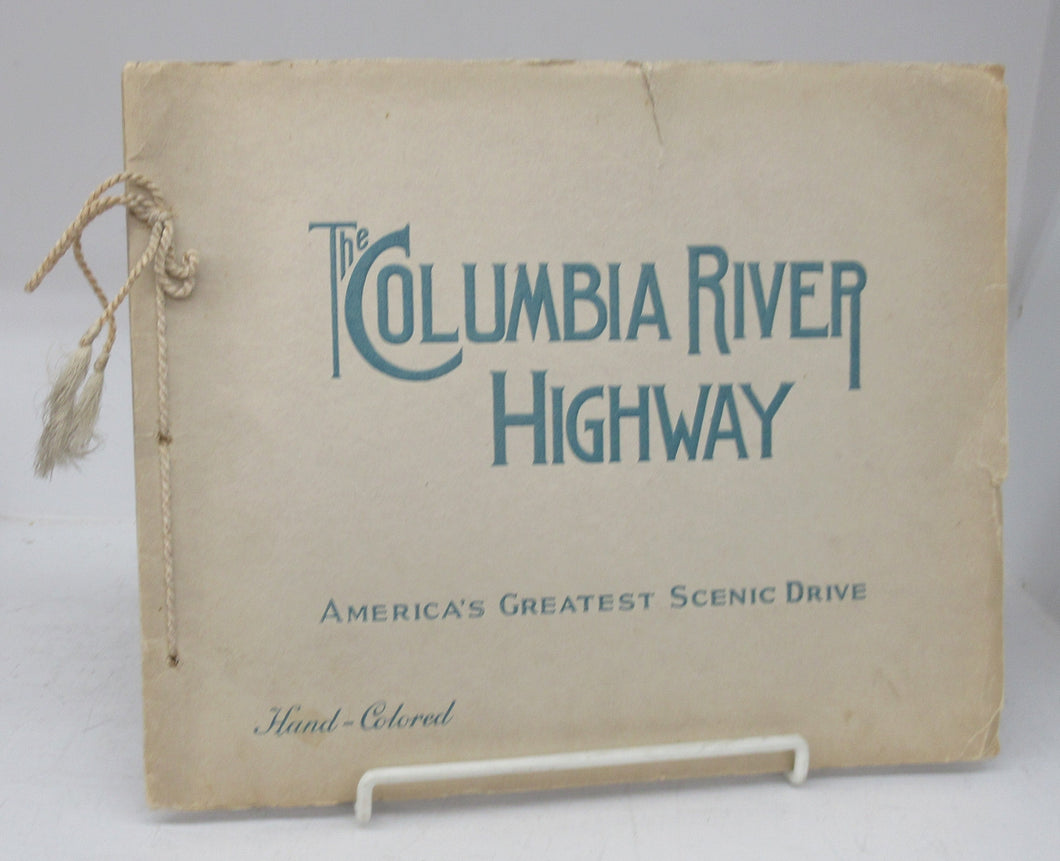 The Columbia River
Highway
America's Greatest Scenic Drive
Hand-Colored